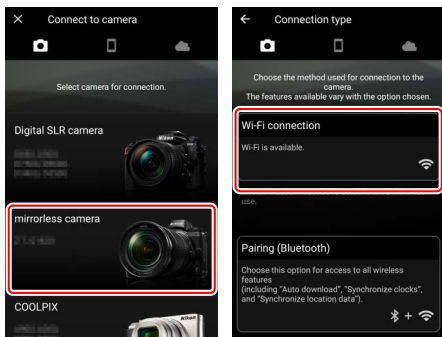 Connect to camera
Select camera for connection.
Digital SLR camera
Nikon
mirrorless camera
COOLPIX
Nikon
Connection type
Choose the method used for connection to the
camera.
The features available vary with the option chosen.
Wi-Fi connection
Wi-Fi is available.
use.
Pairing (Bluetooth)
Choose this option for access to all wireless
features
(including "Auto download", "Synchronize clocks",
and "Synchronize location data").
+